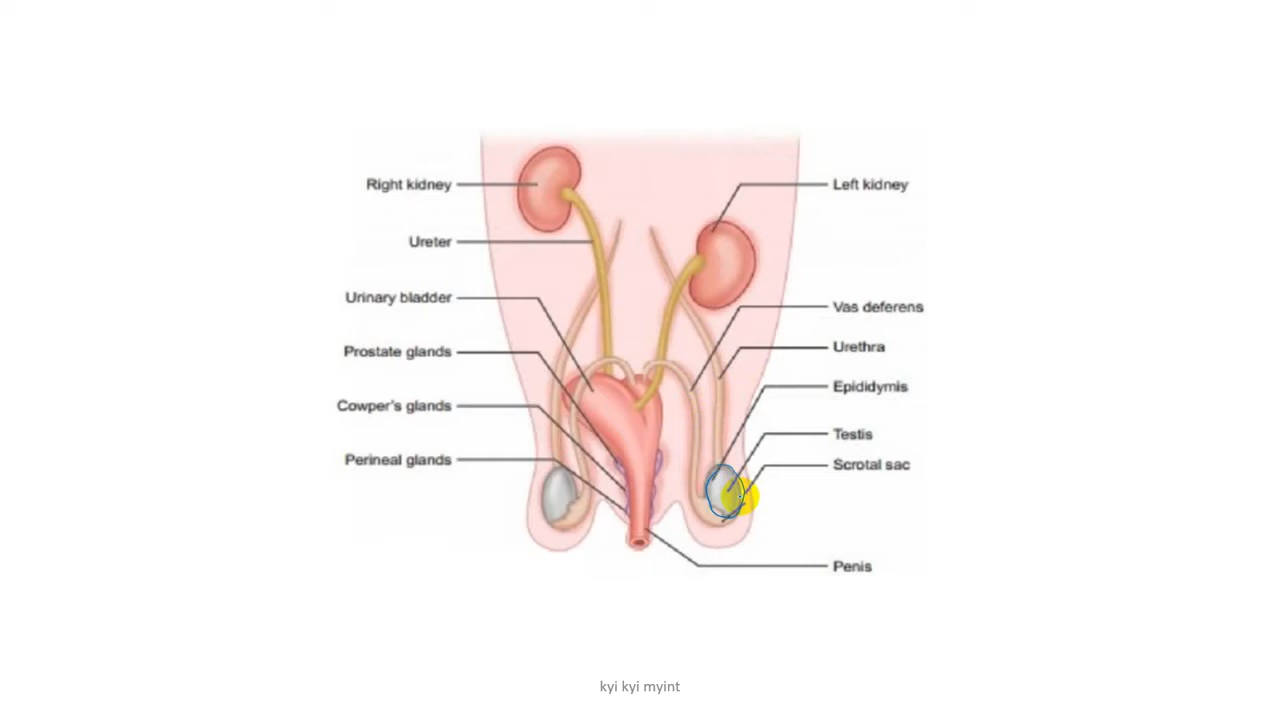 Right kidney
Ureter
Urinary bladder
Prostate glands
Cowper's glands
Perineal glands
Left kidney
Vas deferens
Urethra
Epididymis
Testis
Scrotal sac
Penis
kyi kyi myint